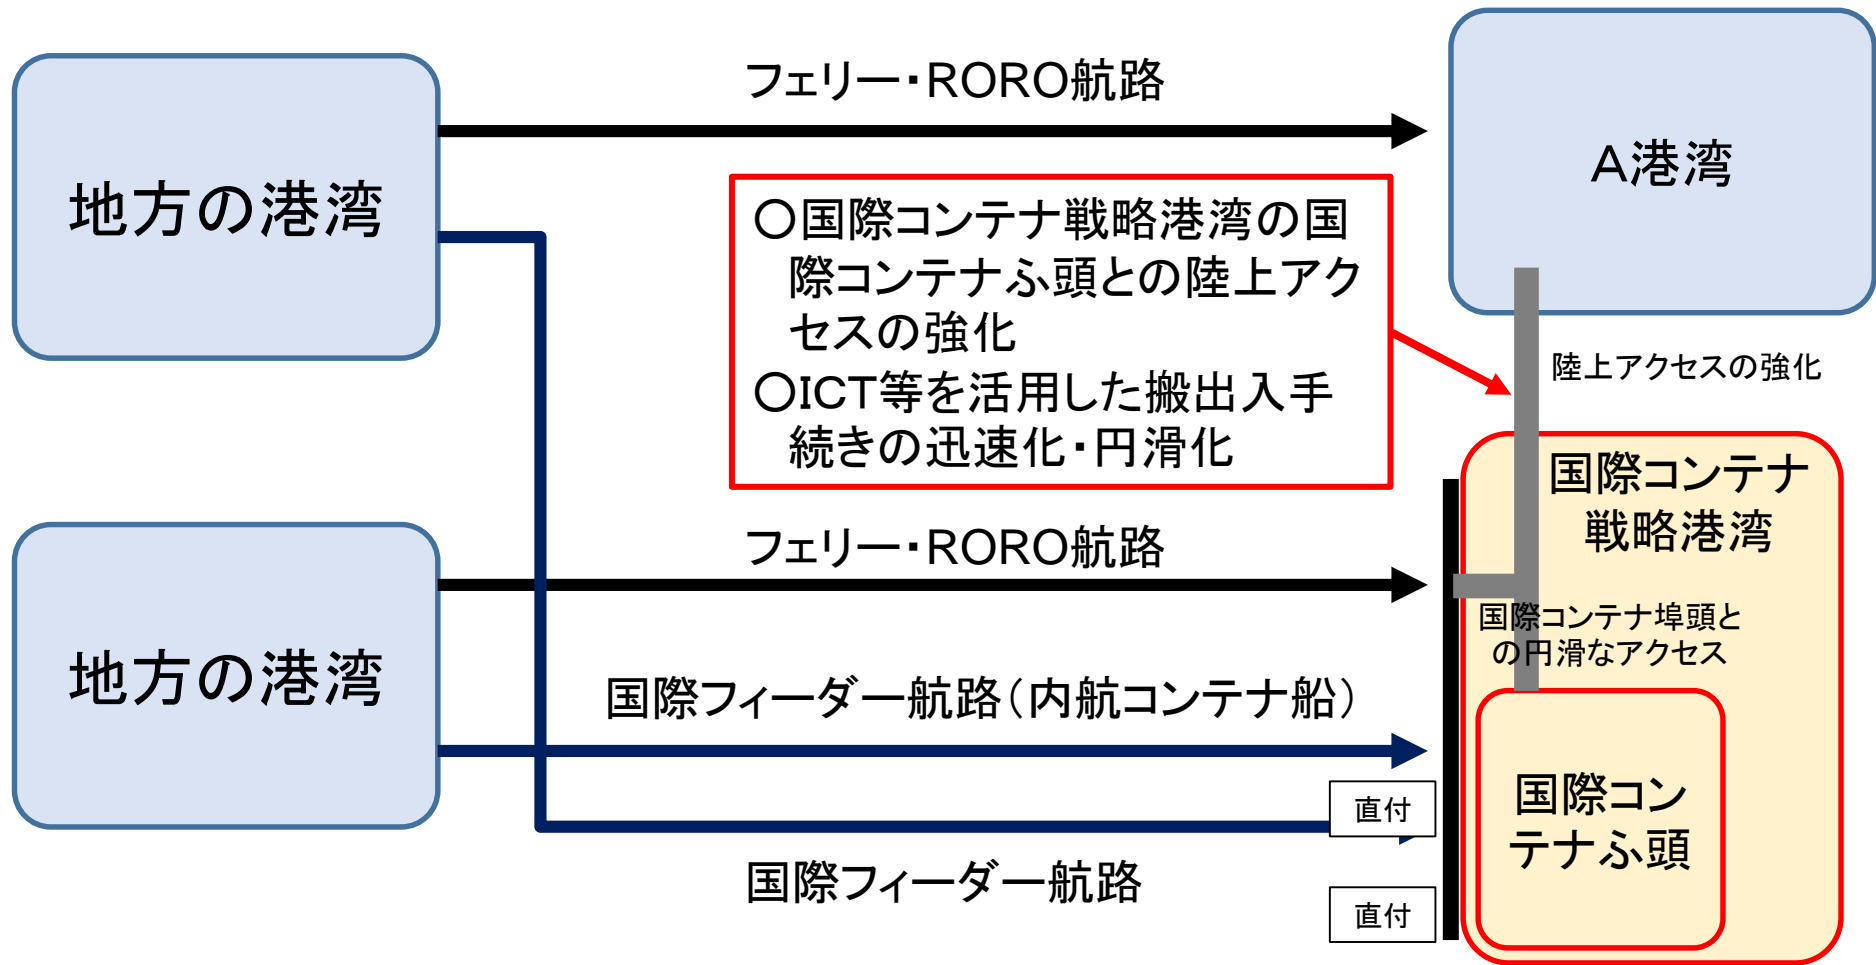 フェリー・RORO航路
地方の港湾
A港湾
○国際コンテナ戦略港湾の国
際コンテナふ頭との陸上アク
セスの強化
○ICT等を活用した搬出入手
続きの迅速化・円滑化
陸上アクセスの強化
国際コンテナ
戦略港湾
フェリー・RORO航路
国際コンテナ埠頭と
の円滑なアクセス
地方の港湾
国際フィーダー航路（内航コンテナ船）
直付
国際コン
テナふ頭
国際フィーダー航路
直付